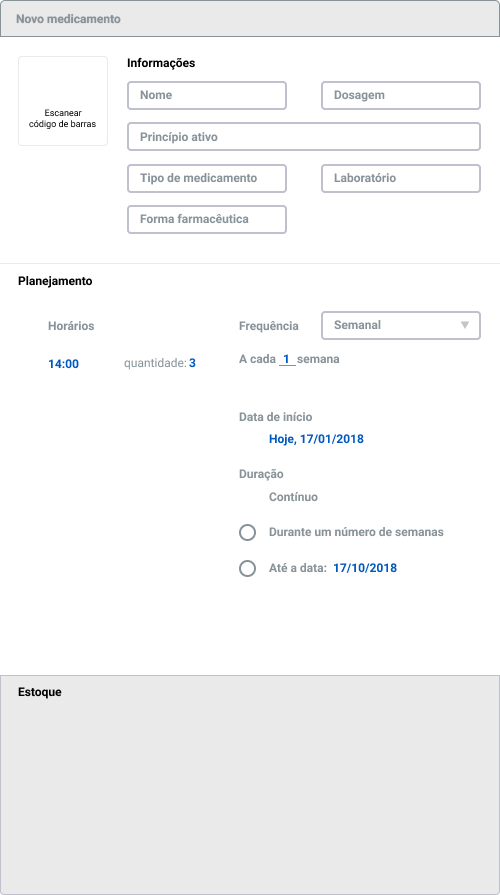 Novo medicamento
Informações
Escanear
código de barras
Nome
Dosagem
Princípio ativo
Tipo de medicamento
Laboratório
Forma farmacêutica
Planejamento
Horários
14:00
quantidade: 3
Frequência
Semanal
A cada 1 semana
Data de início
Hoje, 17/01/2018
Duração
Contínuo
Durante um número de semanas
Até a data: 17/10/2018
Estoque